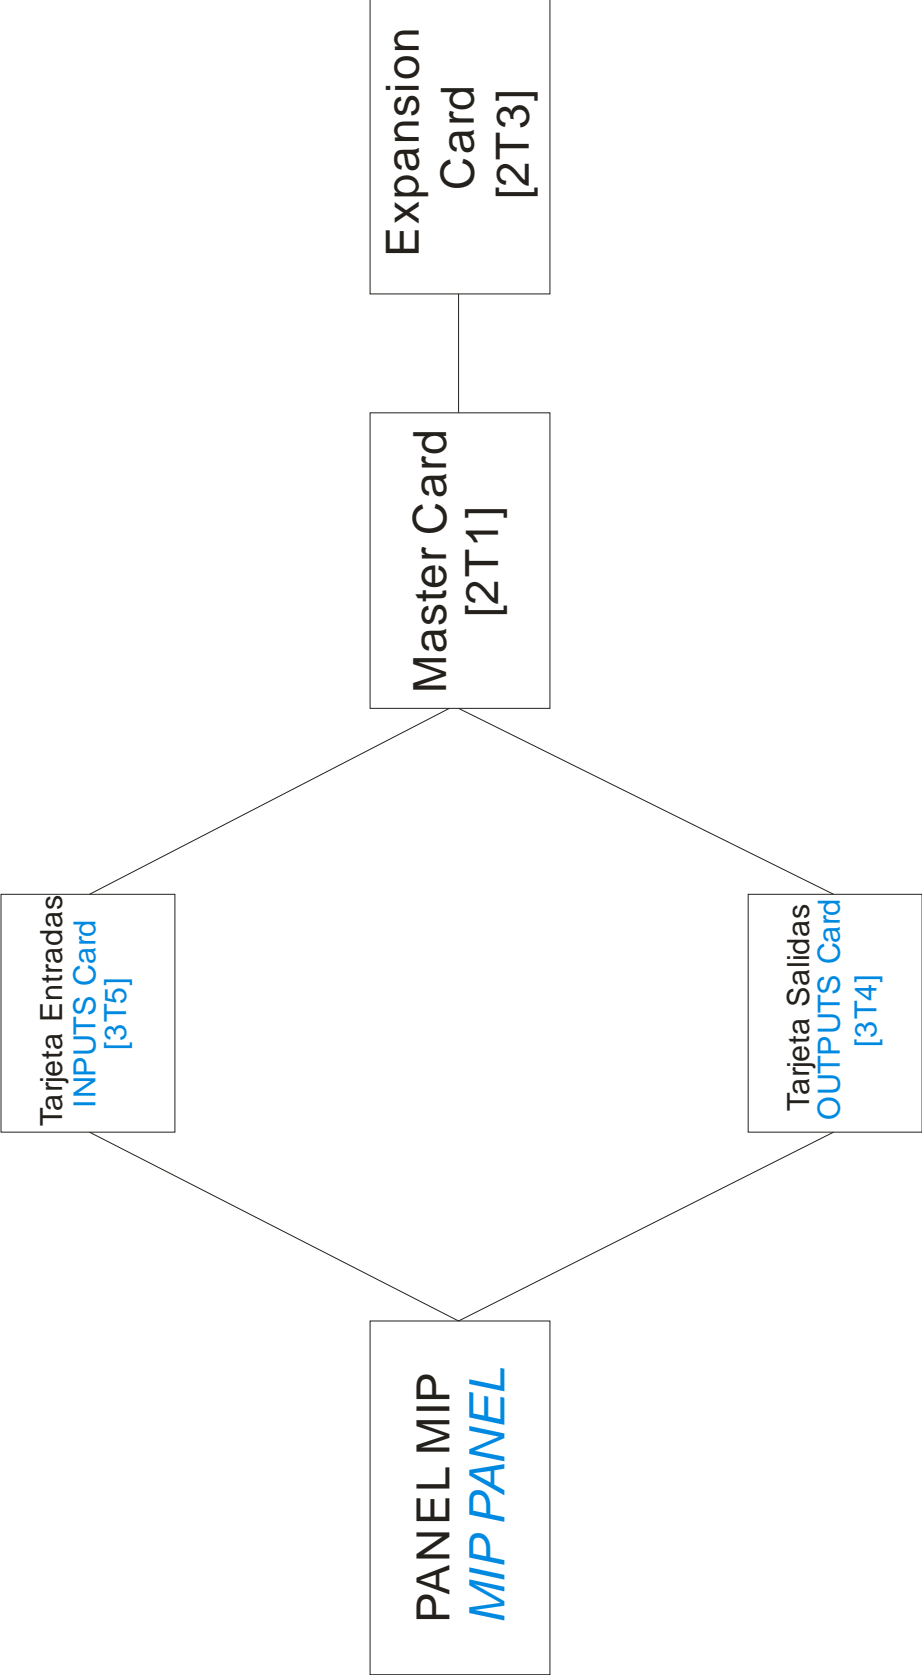 PANEL MIP
MIP PANEL
Tarjeta Entradas
INPUTS Card
[3T5]
Tarjeta Salidas
OUTPUTS Card
[3T4]
Master Card
[2T1]
Expansion
Card
[2T3]